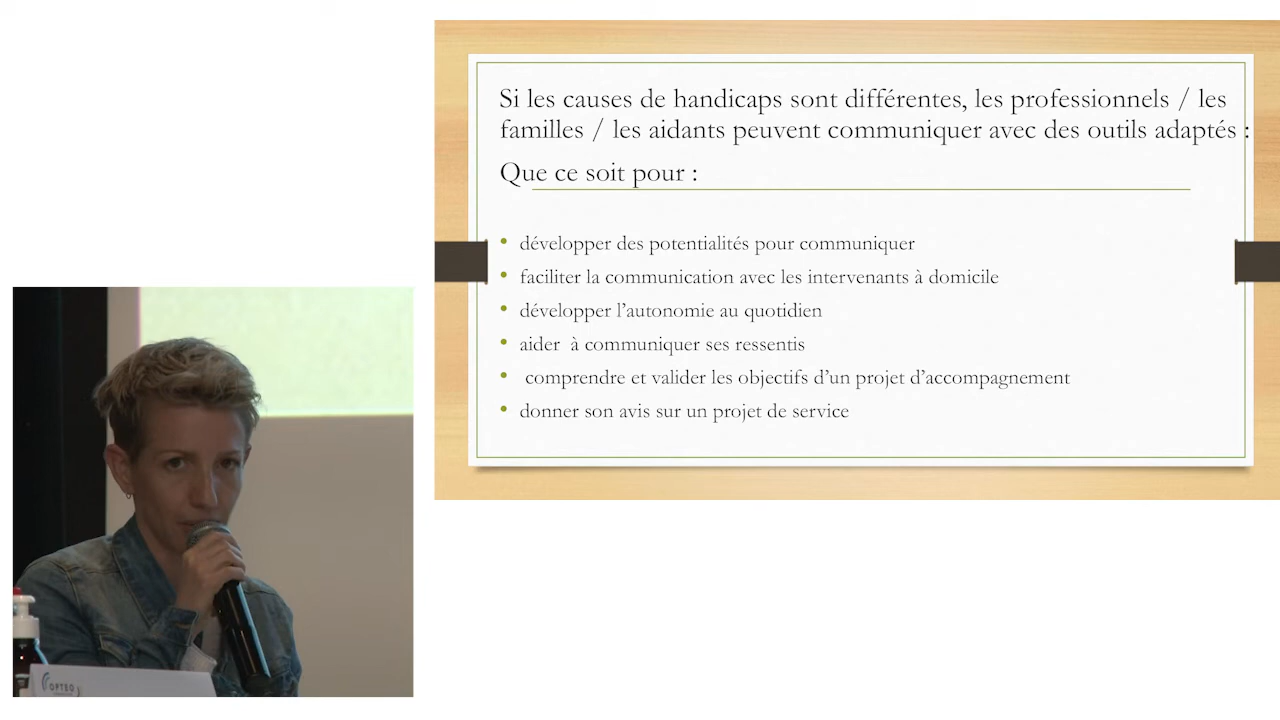 Si les causes de handicaps sont différentes, les professionnels / les
familles / les aidants peuvent communiquer avec des outils adaptés :
Que ce soit pour :
• développer des potentialités pour communiquer
• faciliter la communication avec les intervenants à domicile
• développer l’autonomie au quotidien
• aider à communiquer ses ressentis
• comprendre et valider les objectifs d’un projet d’accompagnement
• donner son avis sur un projet de service
OPTEO